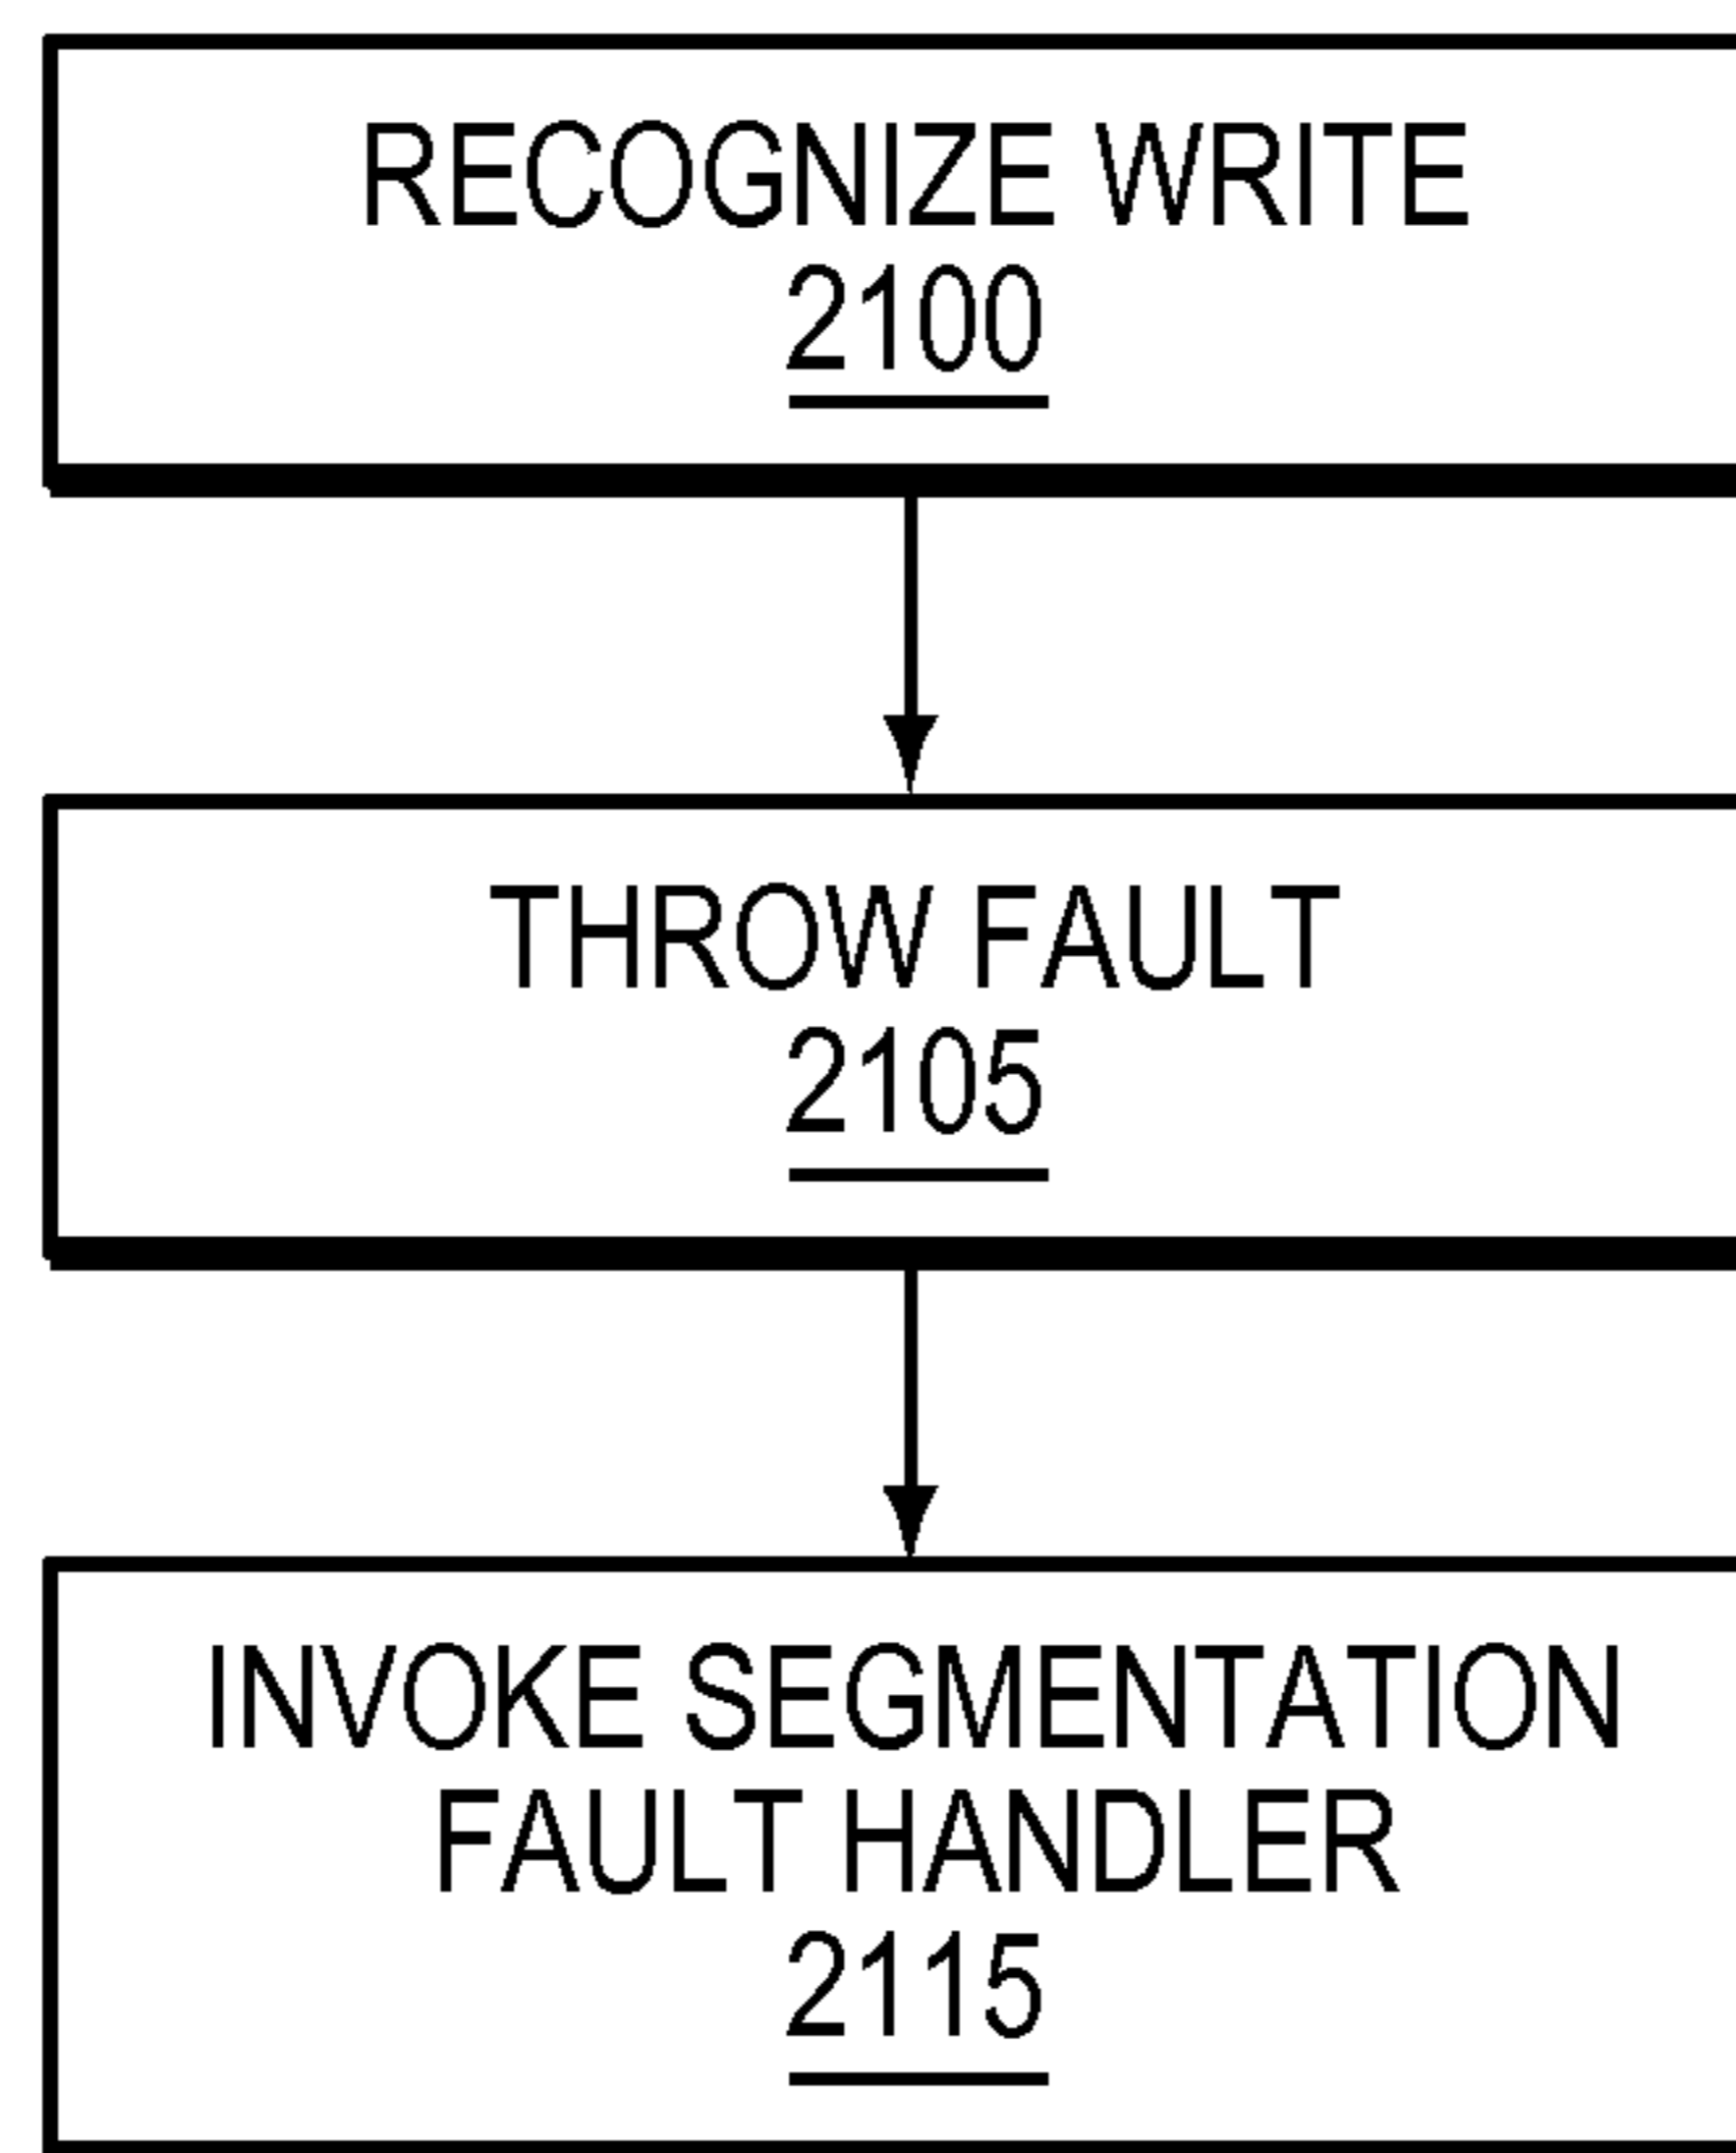 RECOGNIZE WRITE
2100
THROW FAULT
2105
INVOKE SEGMENTATION
FAULT HANDLER
2115